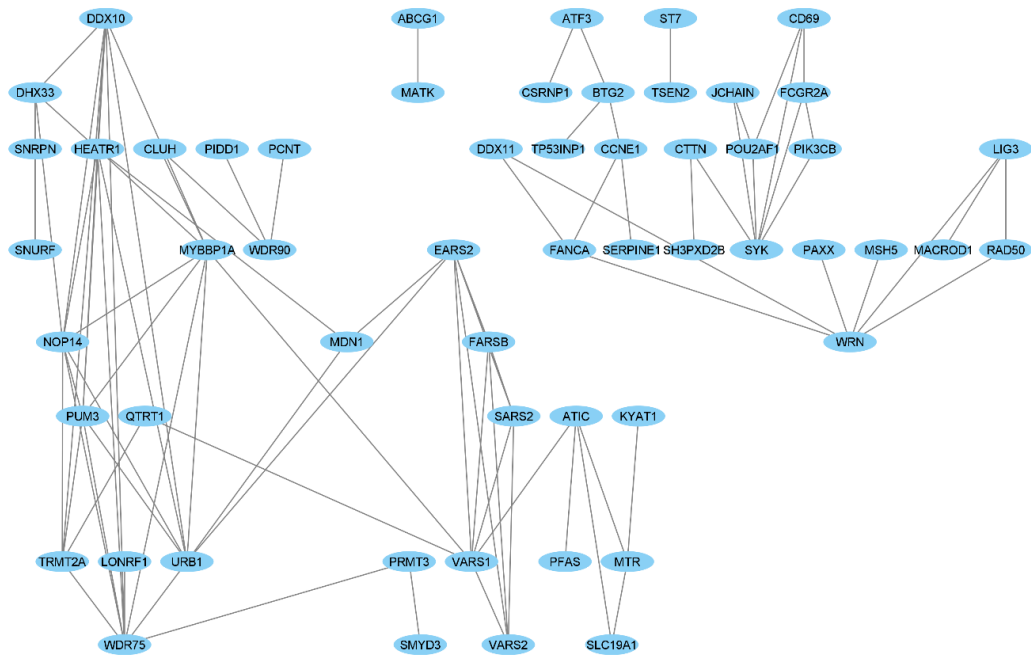 DDX10 ABCG1 ATF3 ST7 CD69
DHX33 MATK CSRNP1 BTG2 TSEN2 JCHAIN FCGR2A
SNRPN HEATR1 CLUH PIDD1 PCNT DDX11 TP53INP1 CCNE1 CTTN POU2AF1 PIK3CB LIG3
SNURF MYBBP1A WDR90 EARS2 FANCA SERPINE1 SH3PXD2B SYK PAXX MSH5 MACROD1 RAD50
NOP14 MDN1 FARSB WRN
PUM3 QTRT1 SARS2 ATIC KYAT1
TRMT2A LONRF1 URB1 PRMT3 VARS1 PFAS MTR
WDR75 SMYD3 VARS2 SLC19A1